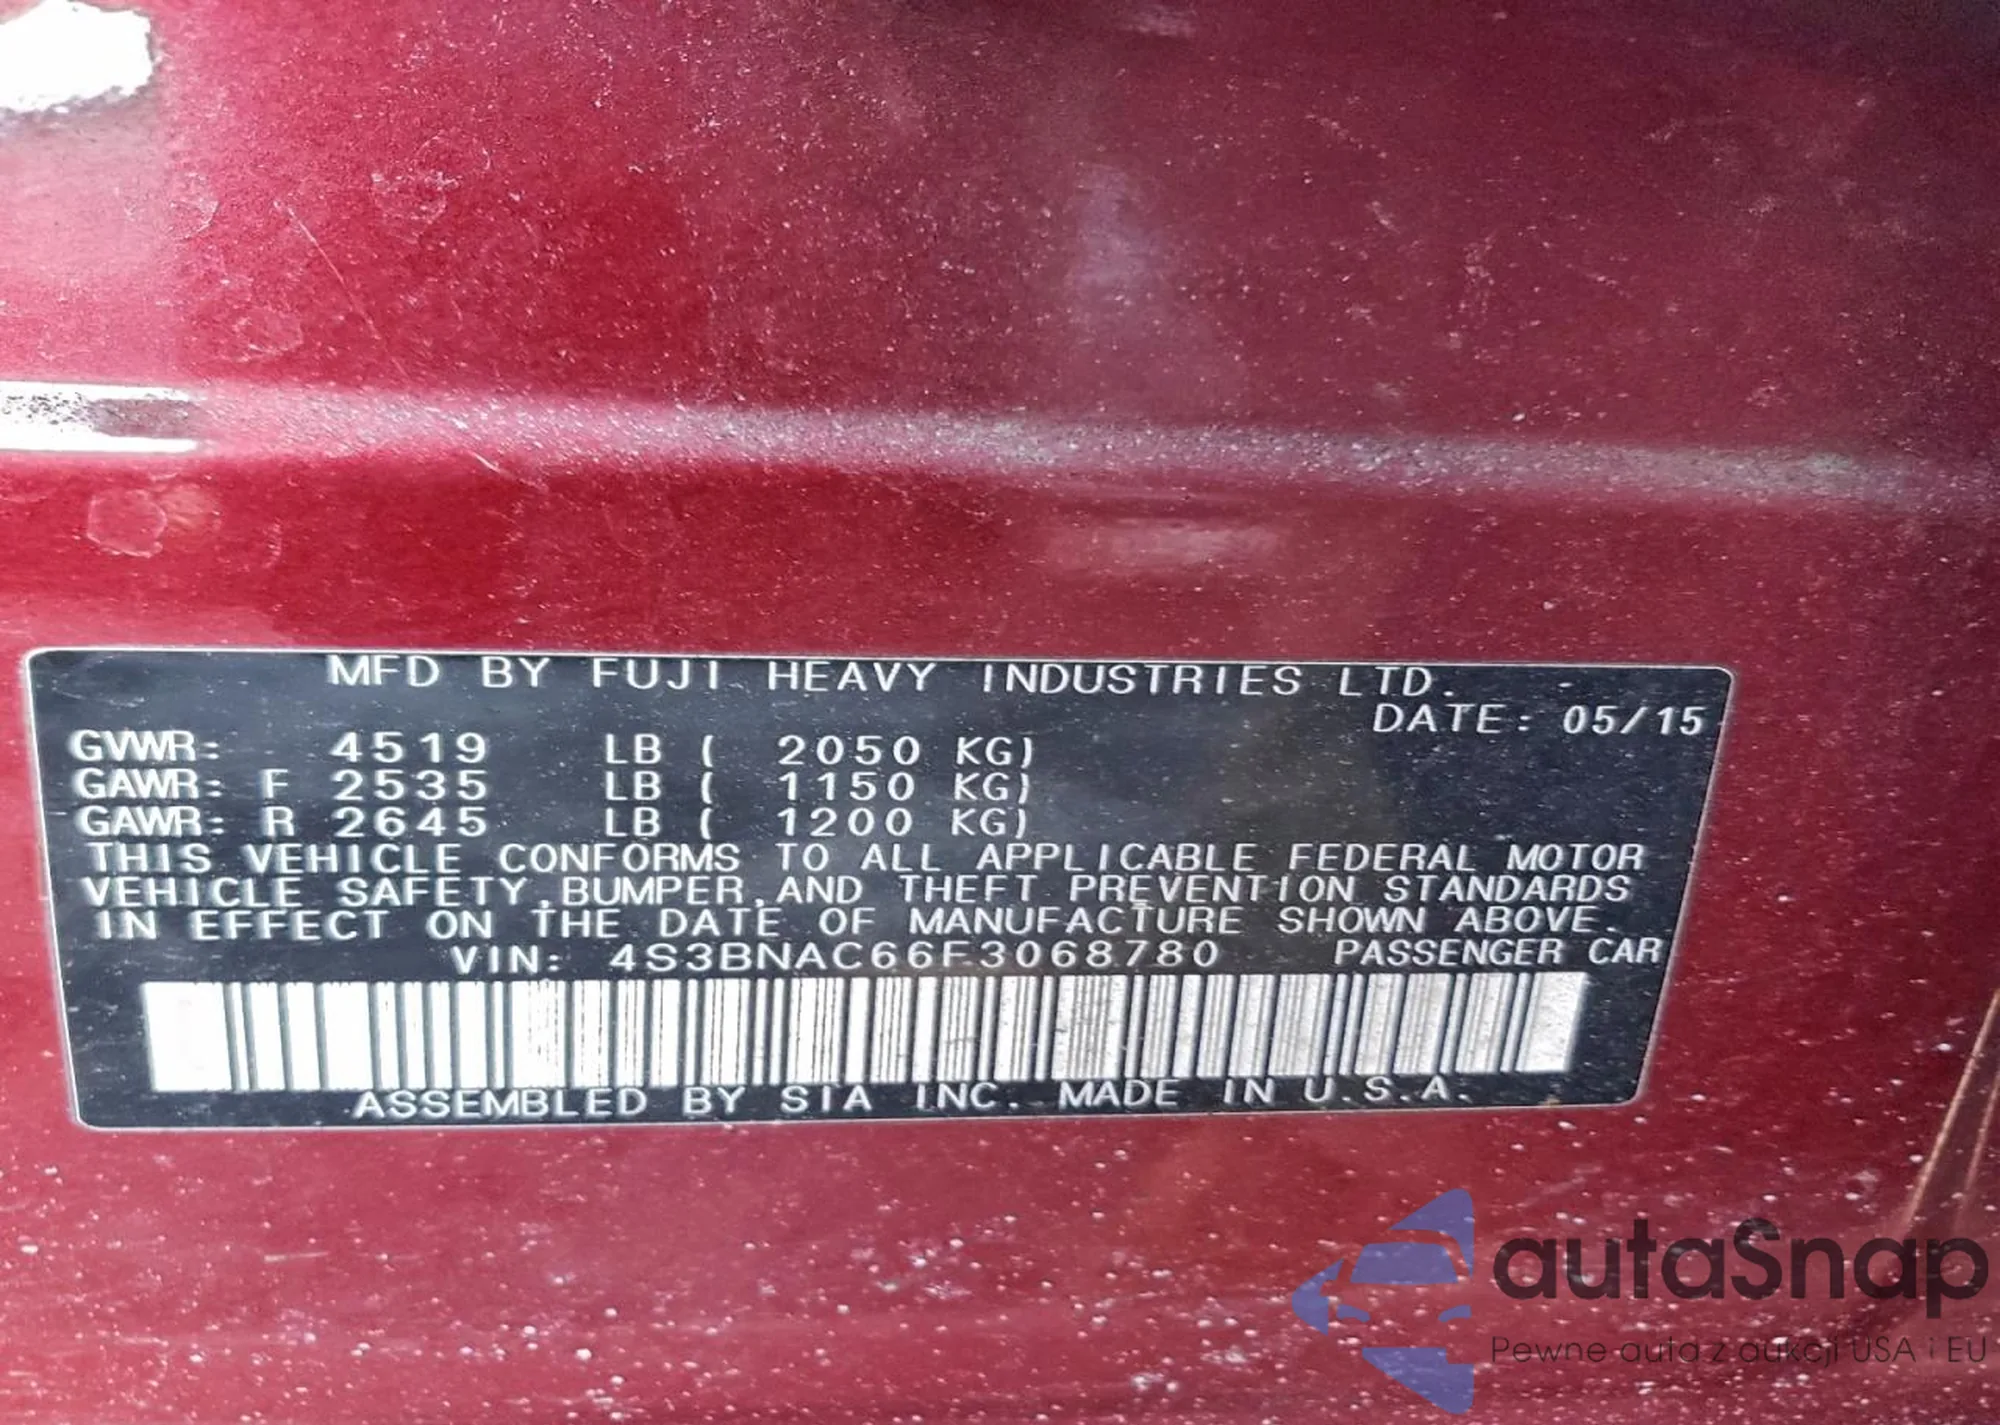 MFD BY FUJI HEAVY INDUSTRIES LTD.
DATE: 05/15
GVWR: 4519 LB ( 2050 KG)
GAWR: F 2535 LB ( 1150 KG)
GAWR: R 2645 LB ( 1200 KG)
THIS VEHICLE CONFORMS TO ALL APPLICABLE FEDERAL MOTOR
VEHICLE SAFETY,BUMPER,AND THEFT PREVENTION STANDARDS
IN EFFECT ON THE DATE OF MANUFACTURE SHOWN ABOVE.
VIN: 4S3BNAC66F3068780 PASSENGER CAR
ASSEMBLED BY SIA INC. MADE IN U.S.A.
autaSnap
Pewne auta z aukcji USA i EU